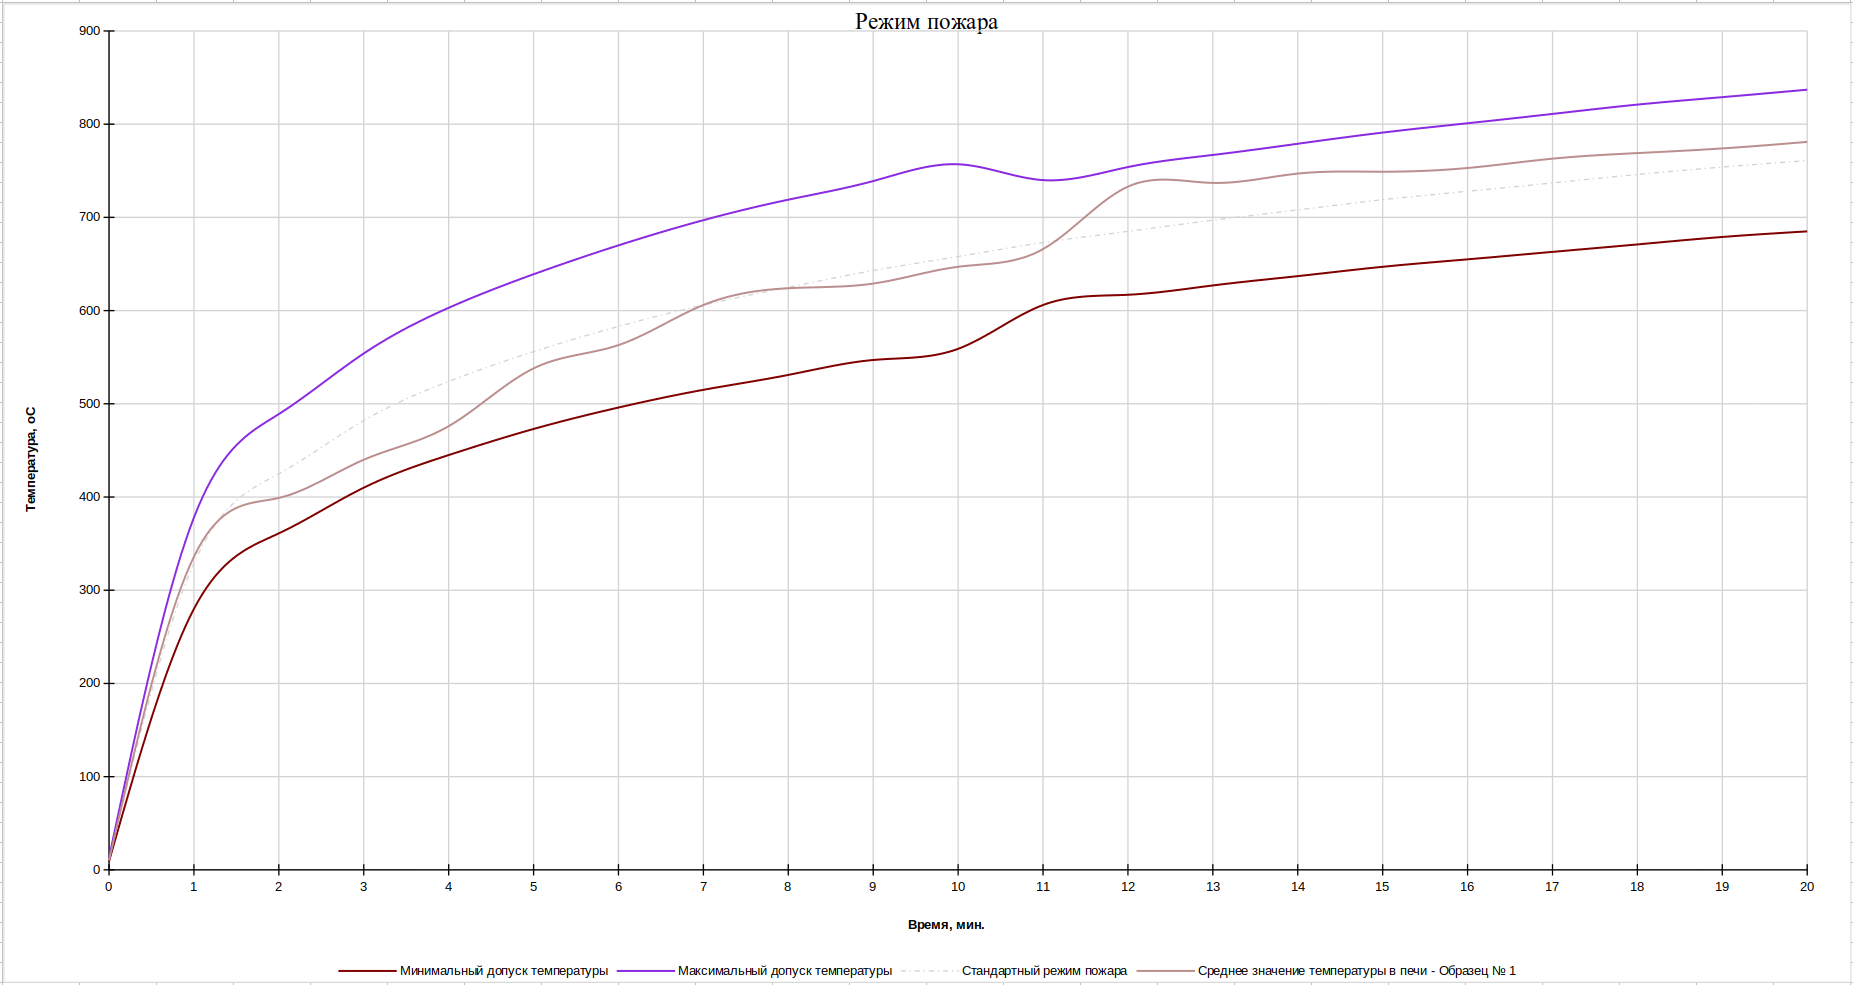 Режим пожара
900
800
700
600
500
400
300
200
100
0
Температура, оС
0 1 2 3 4 5 6 7 8 9 10 11 12 13 14 15 16 17 18 19 20
Время, мин.
Минимальный допуск температуры Максимальный допуск температуры Стандартный режим пожара Среднее значение температуры в печи - Образец № 1